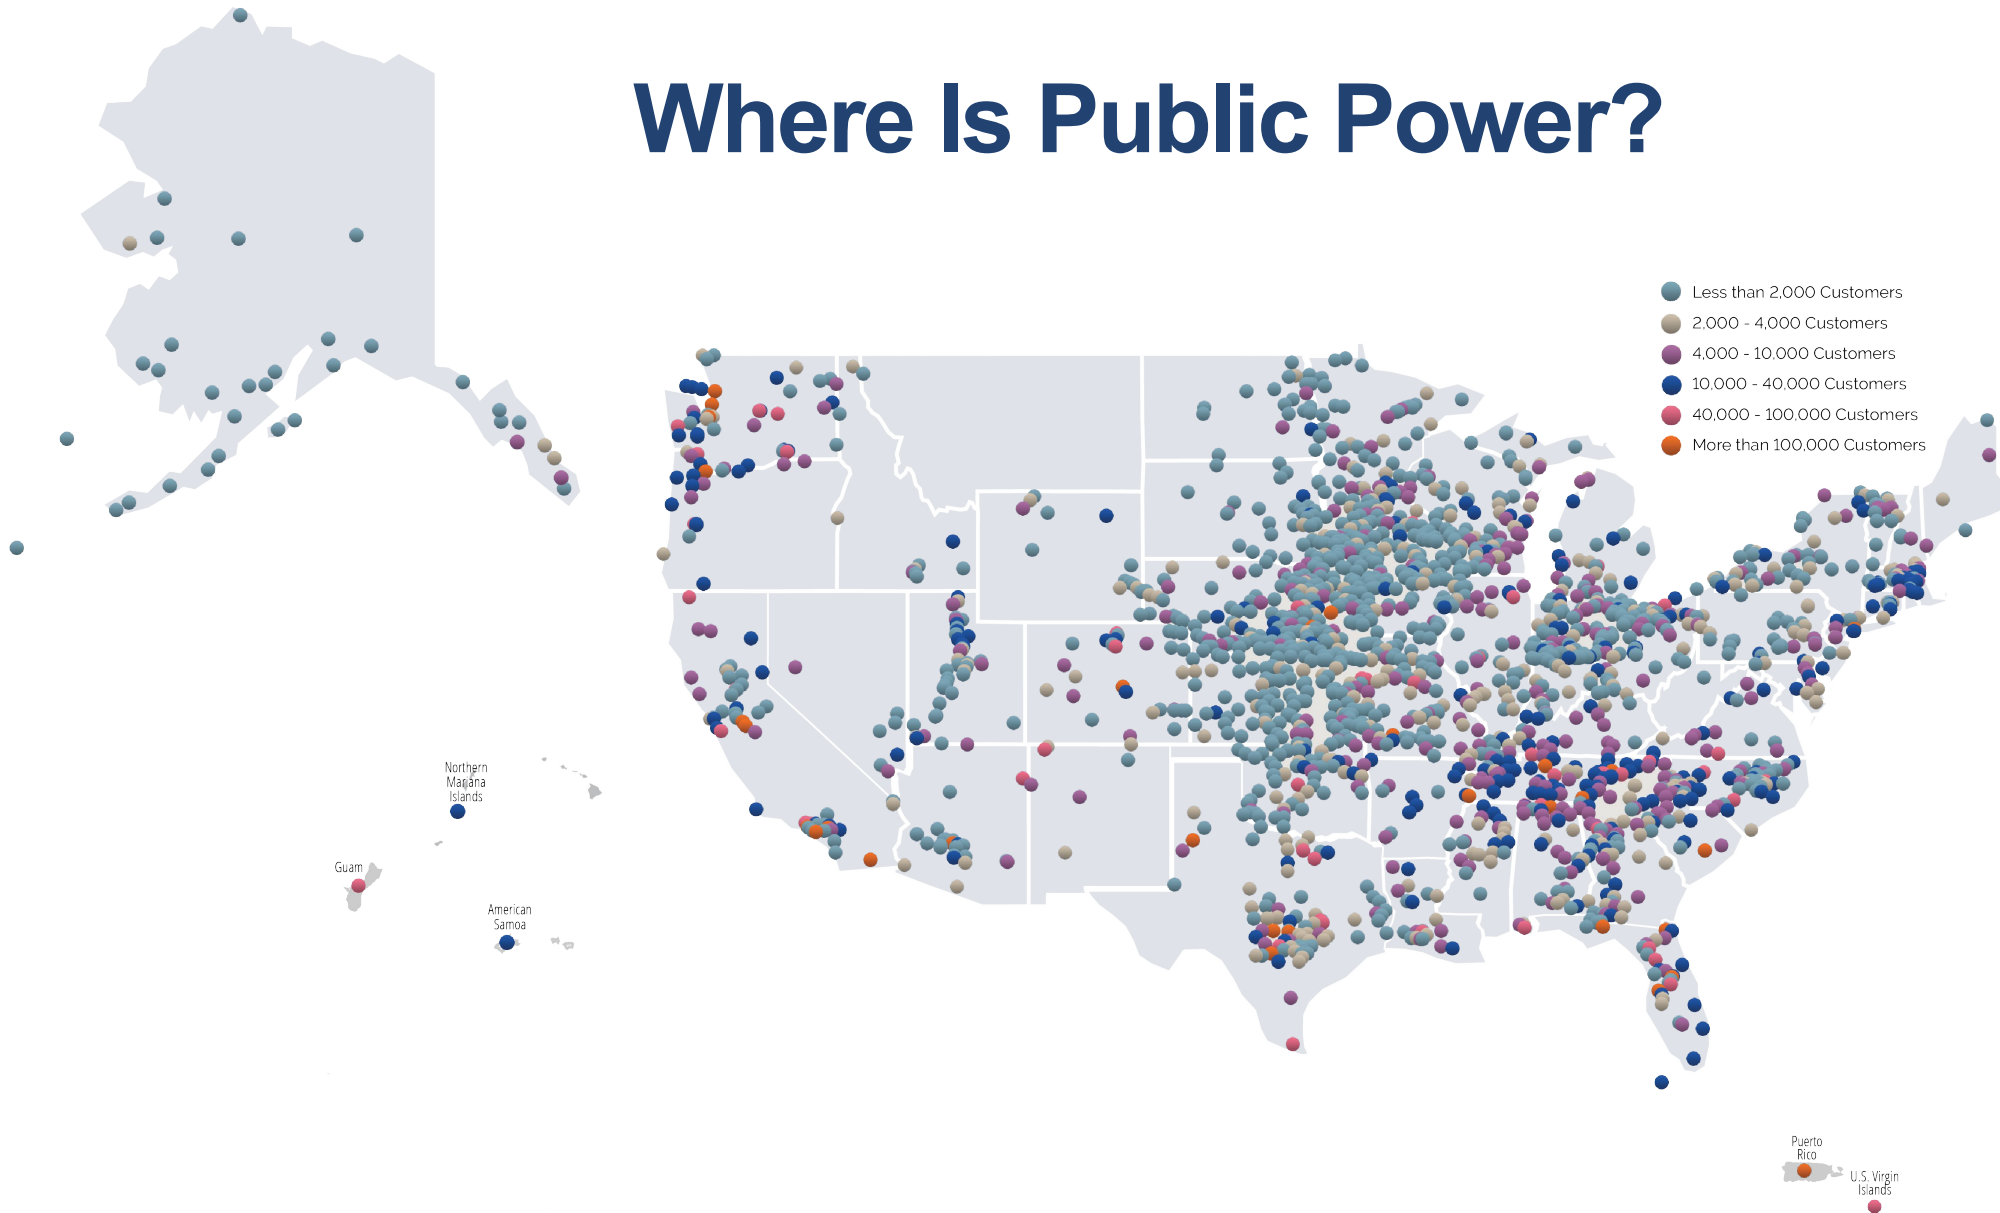 Where Is Public Power?
Less than 2,000 Customers
2,000 - 4,000 Customers
4,000 - 10,000 Customers
10,000 - 40,000 Customers
40,000 - 100,000 Customers
More than 100,000 Customers
Northern
Mariana
Islands
Guam
American
Samoa
Puerto
Rico
U.S. Virgin
Islands